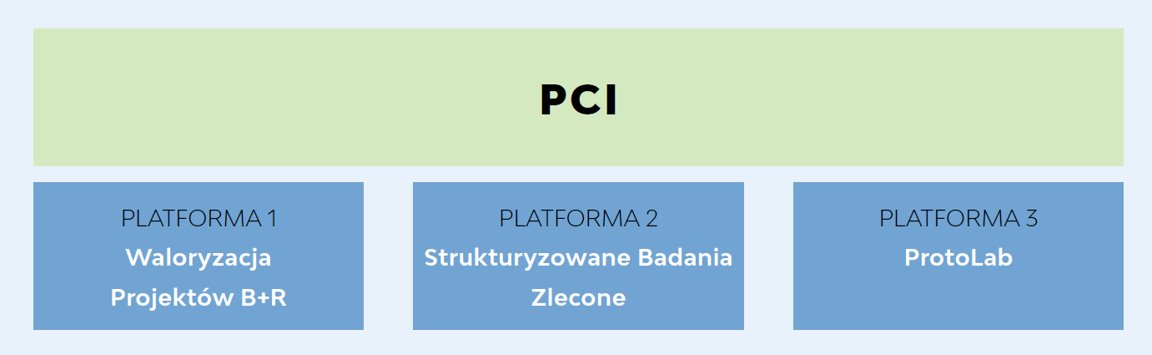 PCI
PLATFORMA 1
Waloryzacja
Projektów B+R
PLATFORMA 2
Strukturyzowane Badania
Zlecone
PLATFORMA 3
ProtoLab